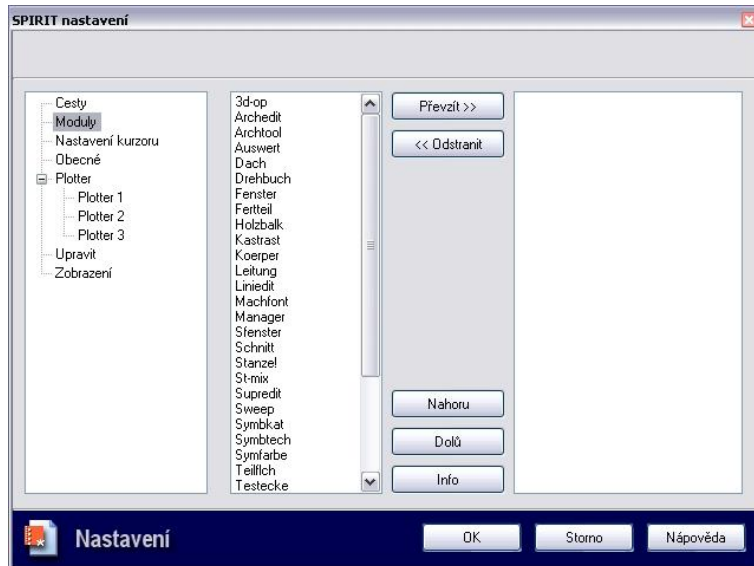 SPIRIT nastavení
Cesty
Moduly
Nastavení kurzoru
Obecné
Plotter
Plotter 1
Plotter 2
Plotter 3
Upravit
Zobrazení
3d-op
Archedit
Archtool
Auswert
Dach
Drehbuch
Fenster
Fertteil
Holzbalk
Kastrast
Koerper
Leitung
Liniedit
Machfont
Manager
Sfenster
Schnitt
Stanzel
St-mix
Supredit
Sweep
Symbkat
Symbtech
Symfarbe
Teilflch
Testecke
Převzít >>
<< Odstranit
Nahoru
Dolů
Info
Nastavení
OK
Storno
Nápověda